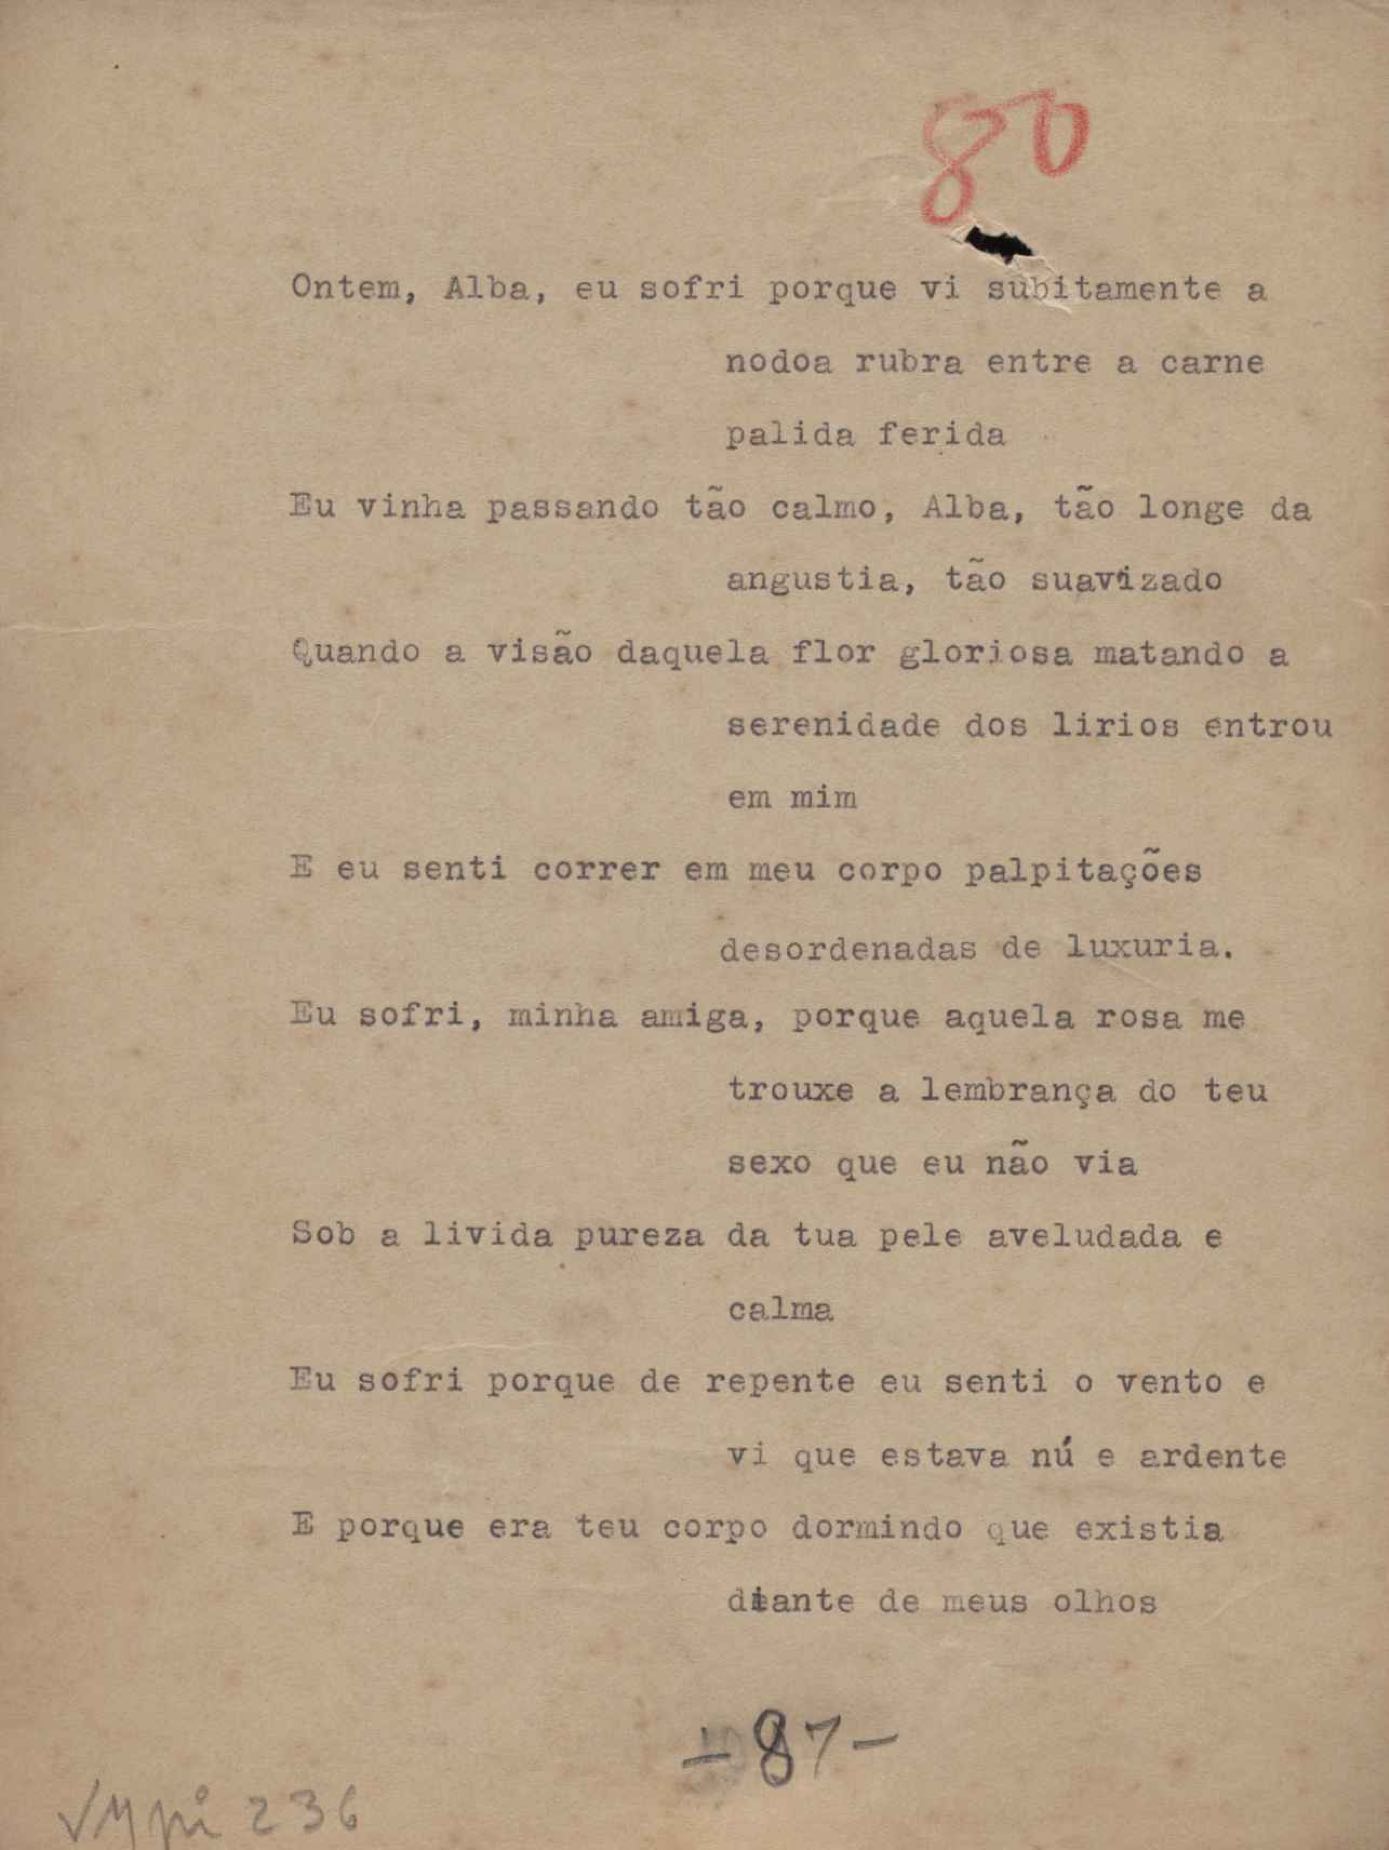 80
Ontem, Alba, eu sofri porque vi subitamente a
nodoa rubra entre a carne
palida ferida
Eu vinha passando tão calmo, Alba, tão longe da
angustia, tão suavizado
Quando a visão daquela flor gloriosa matando a
serenidade dos lirios entrou
em mim
E eu senti correr em meu corpo palpitações
desordenadas de luxuria.
Eu sofri, minha amiga, porque aquela rosa me
trouxe a lembrança do teu
sexo que eu não via
Sob a livida pureza da tua pele aveludada e
calma
Eu sofri porque de repente eu senti o vento e
vi que estava nú e ardente
E porque era teu corpo dormindo que existia
diante de meus olhos
-87-
VM pi 236